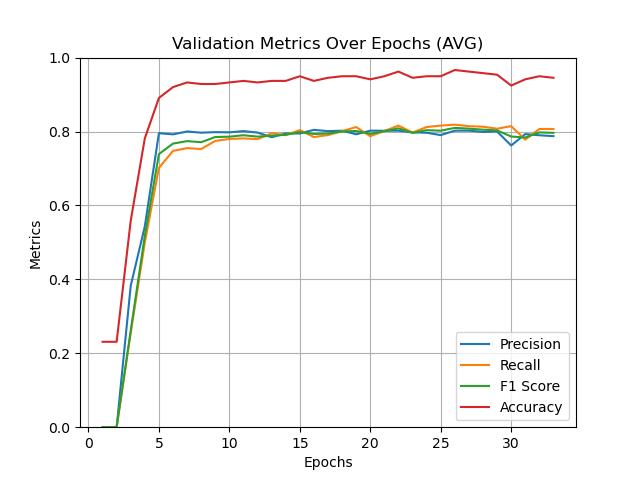 Validation Metrics Over Epochs (AVG)
1.0
0.8
0.6
0.4
0.2
0.0
Metrics
0 5 10 15 20 25 30
Epochs
Precision
Recall
F1 Score
Accuracy